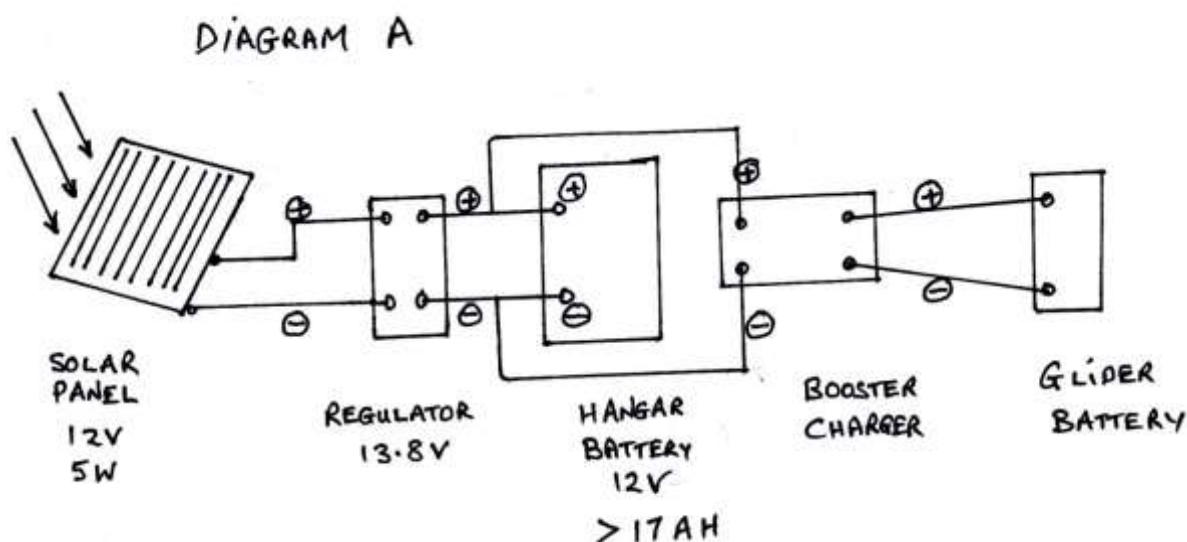 DIAGRAM A
+
+
+
+
+
-
-
-
-
-
SOLAR
PANEL
12V
5W
REGULATOR
13.8V
HANGAR
BATTERY
12V
> 17AH
BOOSTER
CHARGER
GLIDER
BATTERY